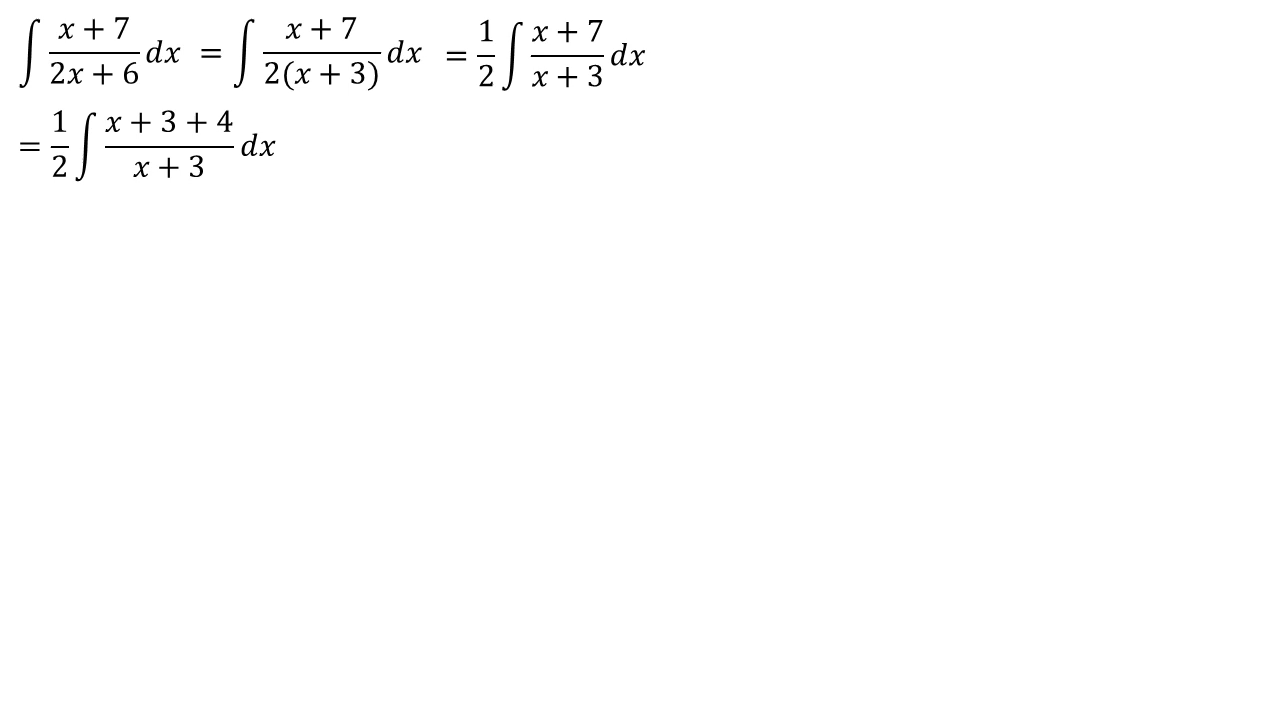 ∫ (x + 7)/(2x + 6) dx = ∫ (x + 7)/(2(x + 3)) dx = 1/2 ∫ (x + 7)/(x + 3) dx
= 1/2 ∫ (x + 3 + 4)/(x + 3) dx